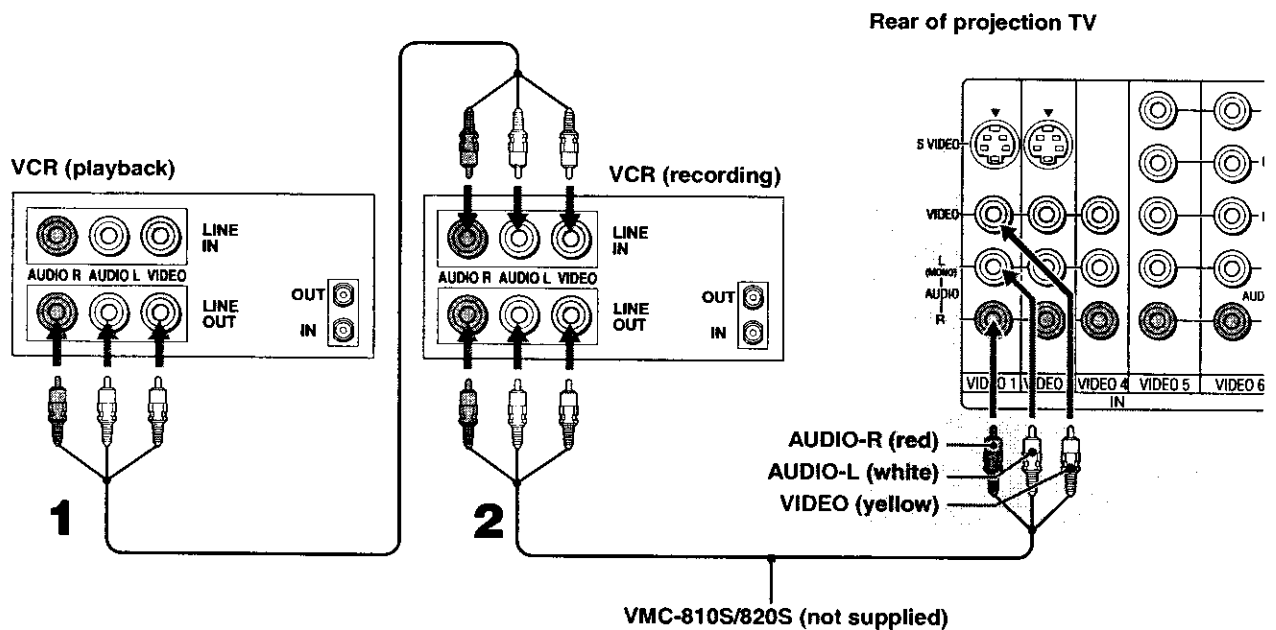 Rear of projection TV
VCR (playback)
LINE IN
AUDIO R AUDIO L VIDEO
LINE OUT
OUT
IN
1
VCR (recording)
LINE IN
AUDIO R AUDIO L VIDEO
LINE OUT
OUT
IN
2
S VIDEO
VIDEO
L
(MONO)
AUDIO
R
AUD
VIDEO 1 VIDEO VIDEO 4 VIDEO 5 VIDEO 6
IN
AUDIO-R (red)
AUDIO-L (white)
VIDEO (yellow)
VMC-810S/820S (not supplied)